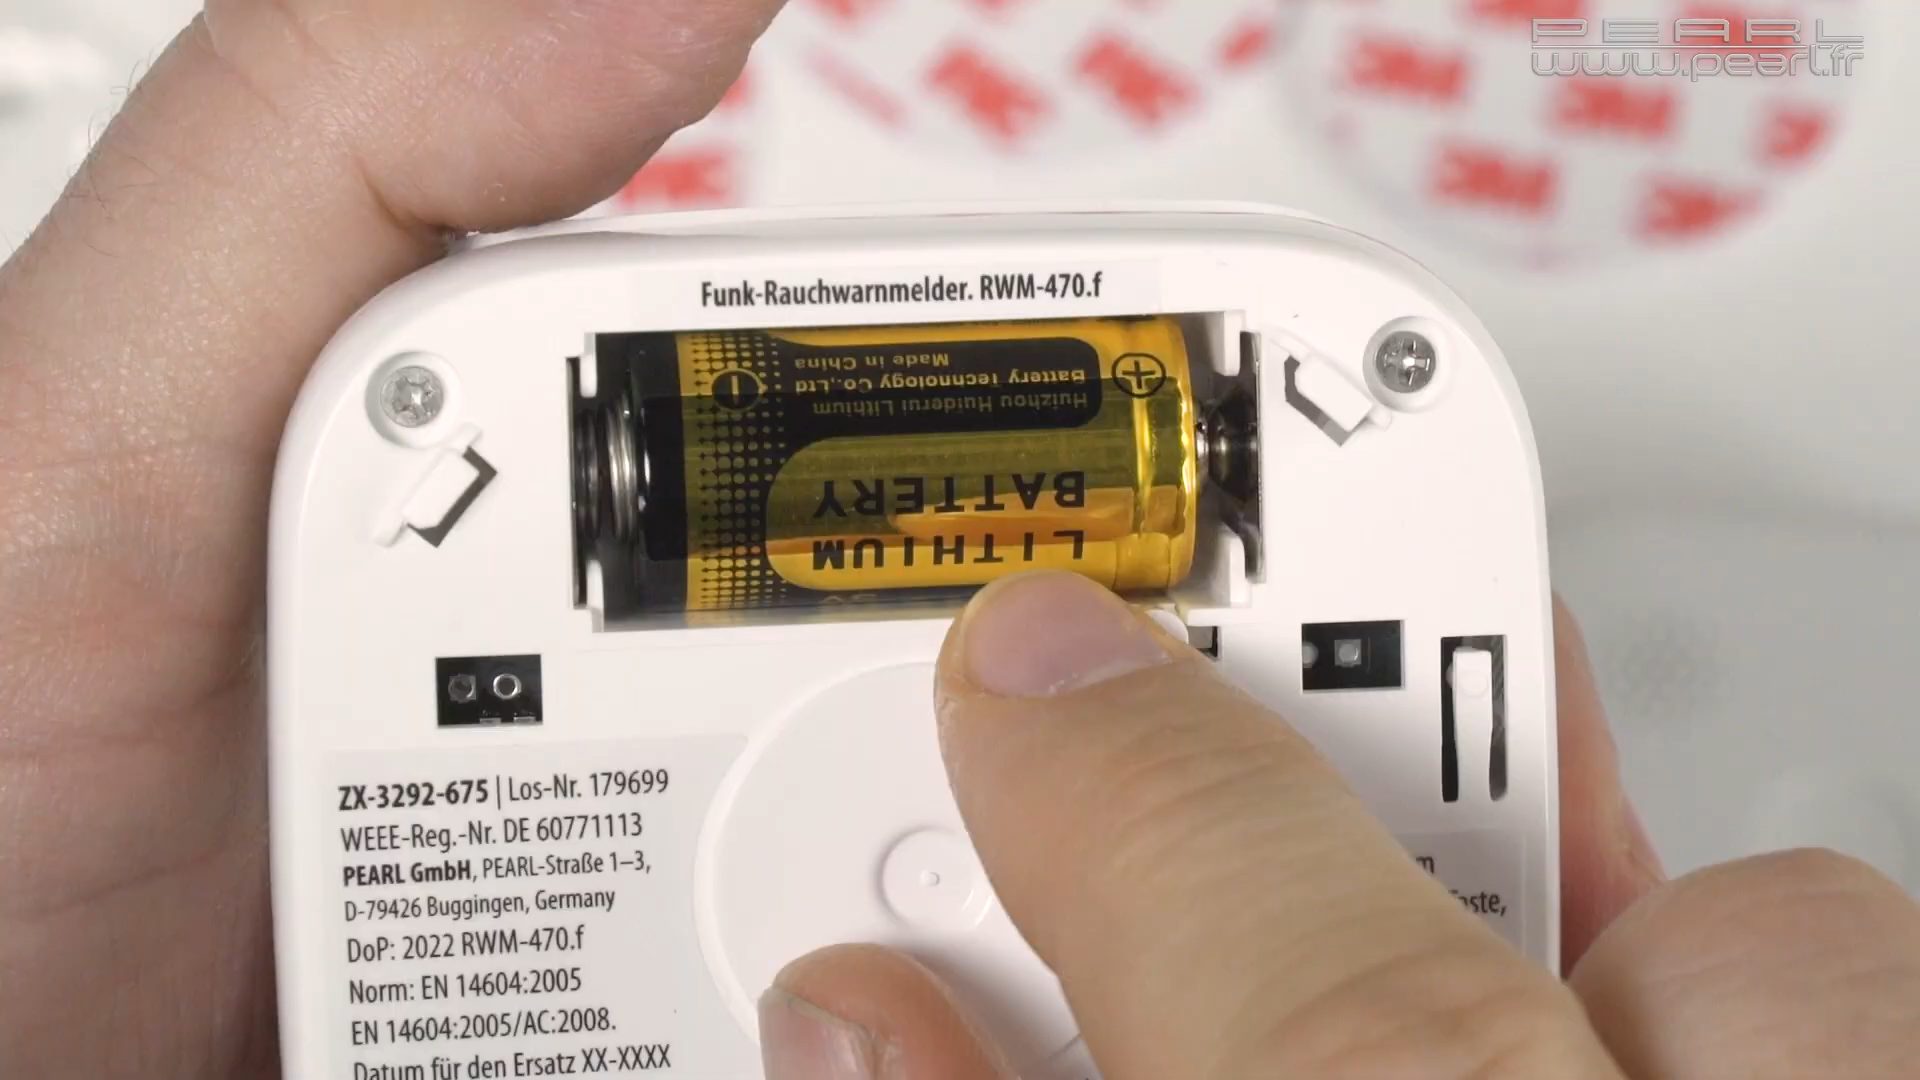 PEARL
www.pearl.fr
Funk-Rauchwarnmelder. RWM-470.f
LITHIUM
BATTERY
Huizhou Huiderui Lithium
Battery Technology Co.,Ltd
Made in China
ZX-3292-675 | Los-Nr. 179699
WEEE-Reg.-Nr. DE 60771113
PEARL GmbH, PEARL-Straße 1–3,
D-79426 Buggingen, Germany
DoP: 2022 RWM-470.f
Norm: EN 14604:2005
EN 14604:2005/AC:2008.
Datum für den Ersatz XX-XXXX